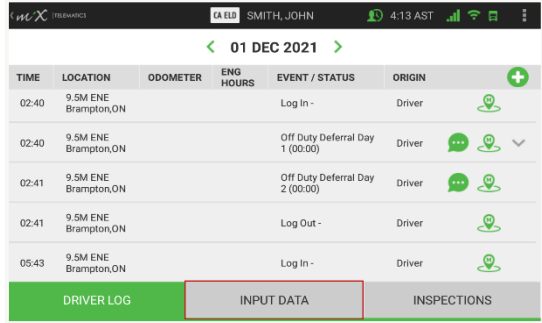 miX TELEMATICS CA ELD SMITH, JOHN 4:13 AST
01 DEC 2021
TIME LOCATION ODOMETER ENG HOURS EVENT / STATUS ORIGIN
02:40 9.5M ENE Brampton,ON Log In - Driver
02:40 9.5M ENE Brampton,ON Off Duty Deferral Day 1 (00:00) Driver
02:41 9.5M ENE Brampton,ON Off Duty Deferral Day 2 (00:00) Driver
02:41 9.5M ENE Brampton,ON Log Out - Driver
05:43 9.5M ENE Brampton,ON Log In - Driver
DRIVER LOG INPUT DATA INSPECTIONS